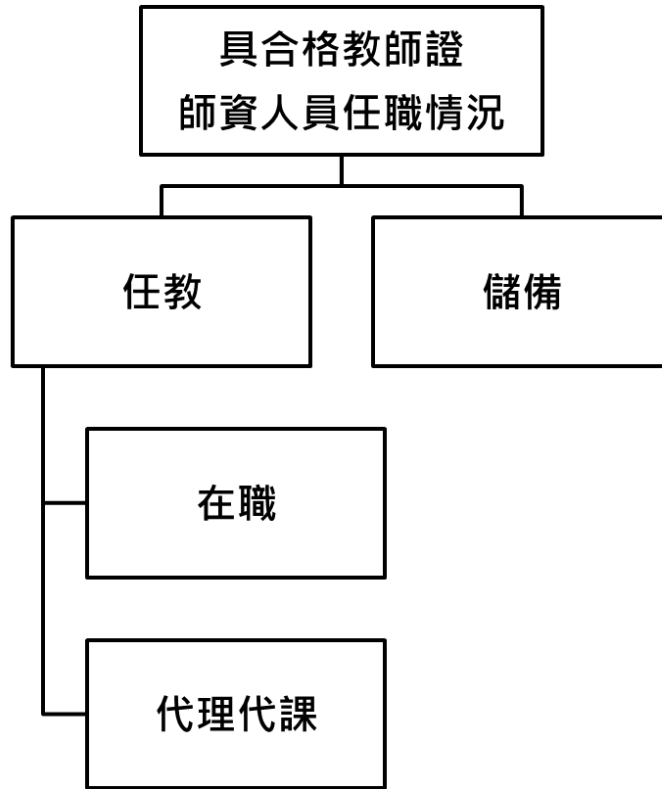 具合格教師證
師資人員任職情況
任教
儲備
在職
代理代課